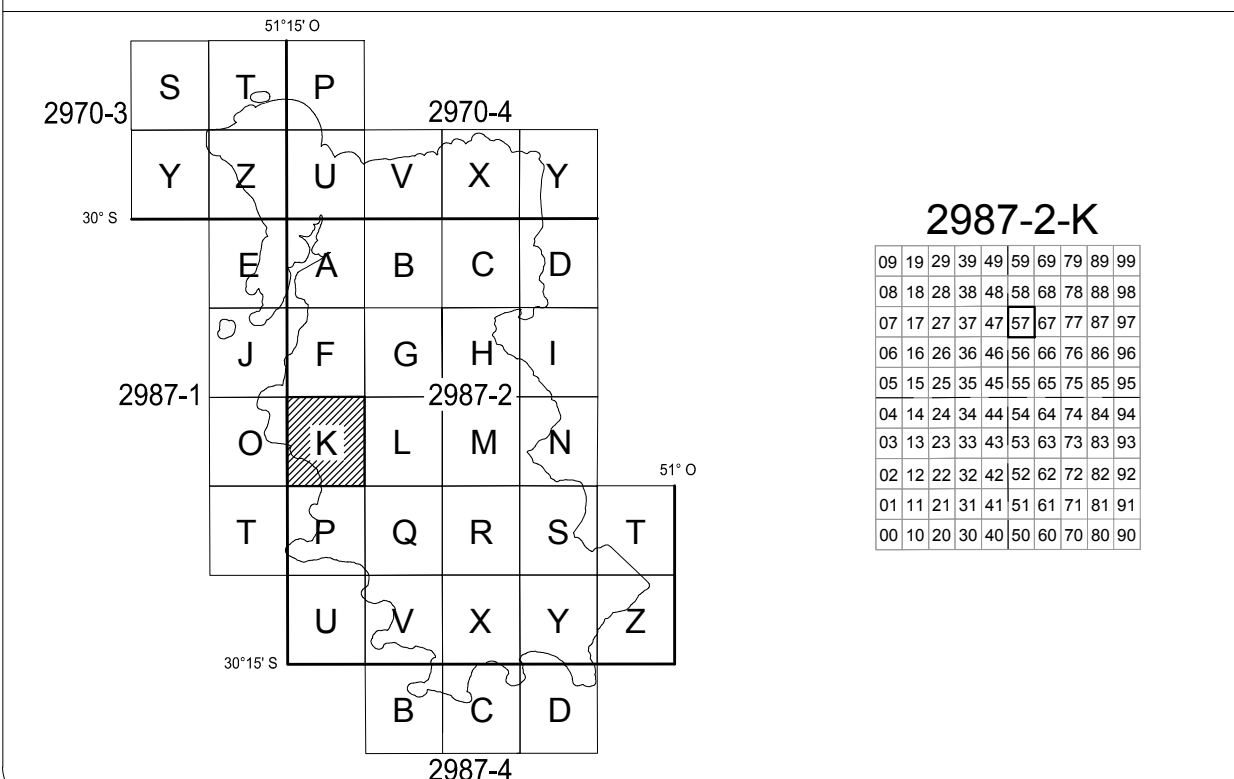 51°15' O
S T P
2970-3
2970-4
Y Z U V X Y
30° S
E A B C D
J F G H I
2987-1
2987-2
O K L M N
51° O
T P Q R S T
U V X Y Z
30°15' S
B C D
2987-4
2987-2-K
09 19 29 39 49 59 69 79 89 99
08 18 28 38 48 58 68 78 88 98
07 17 27 37 47 57 67 77 87 97
06 16 26 36 46 56 66 76 86 96
05 15 25 35 45 55 65 75 85 95
04 14 24 34 44 54 64 74 84 94
03 13 23 33 43 53 63 73 83 93
02 12 22 32 42 52 62 72 82 92
01 11 21 31 41 51 61 71 81 91
00 10 20 30 40 50 60 70 80 90